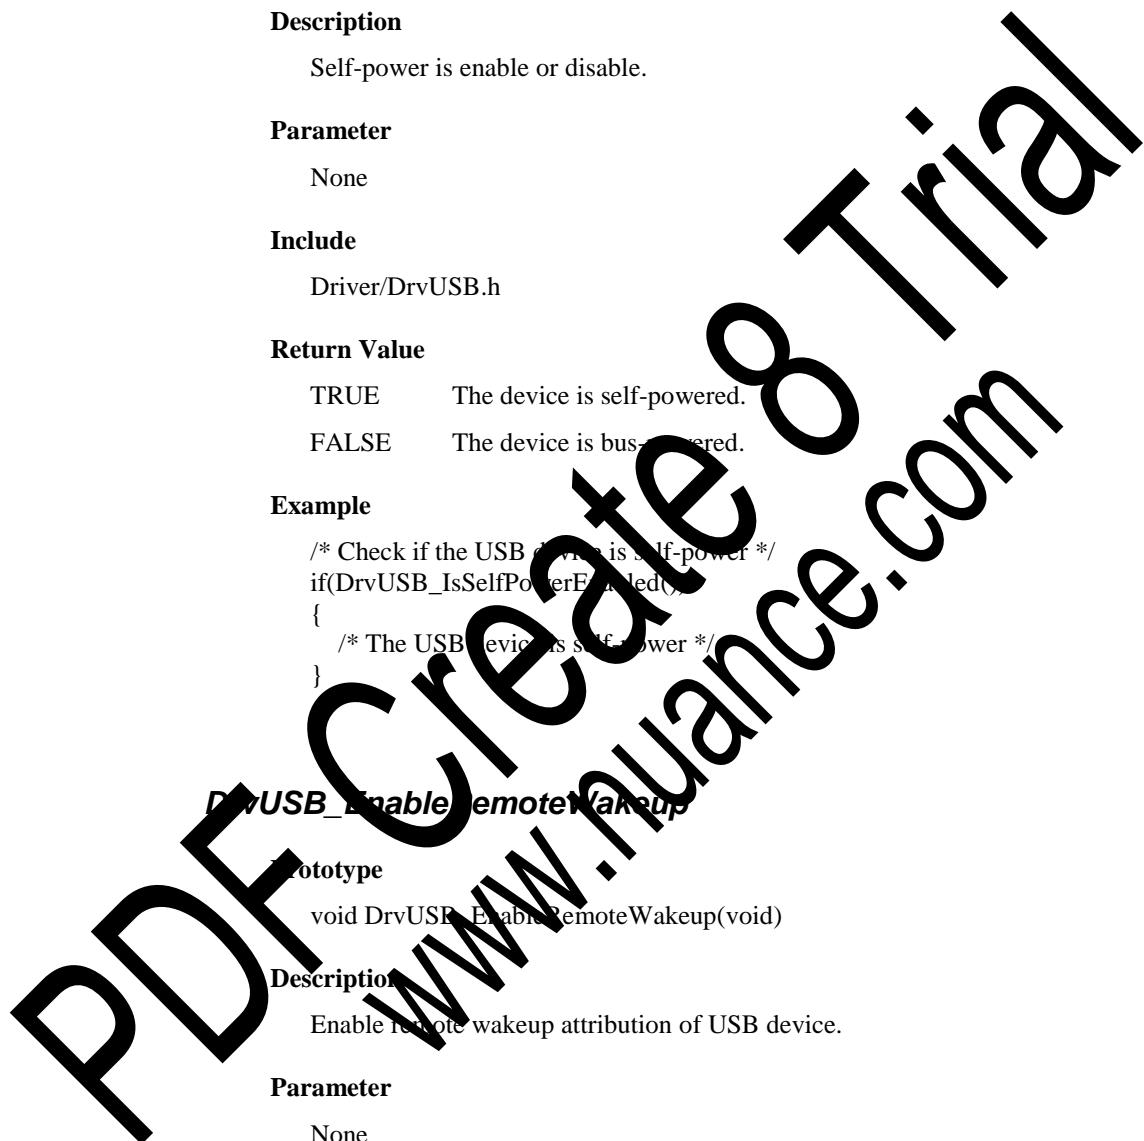 Description
Self-power is enable or disable.
Parameter
None
Include
Driver/DrvUSB.h
Return Value
TRUE The device is self-powered.
FALSE The device is bus-powered.
Example
/* Check if the USB device is self-power */
if(DrvUSB_IsSelfPowerEnabled())
{
/* The USB device is self-power */
}
DrvUSB_EnableRemoteWakeup
Prototype
void DrvUSB_EnableRemoteWakeup(void)
Description
Enable remote wakeup attribution of USB device.
Parameter
None
PDF Create 8 Trial
www.nuance.com